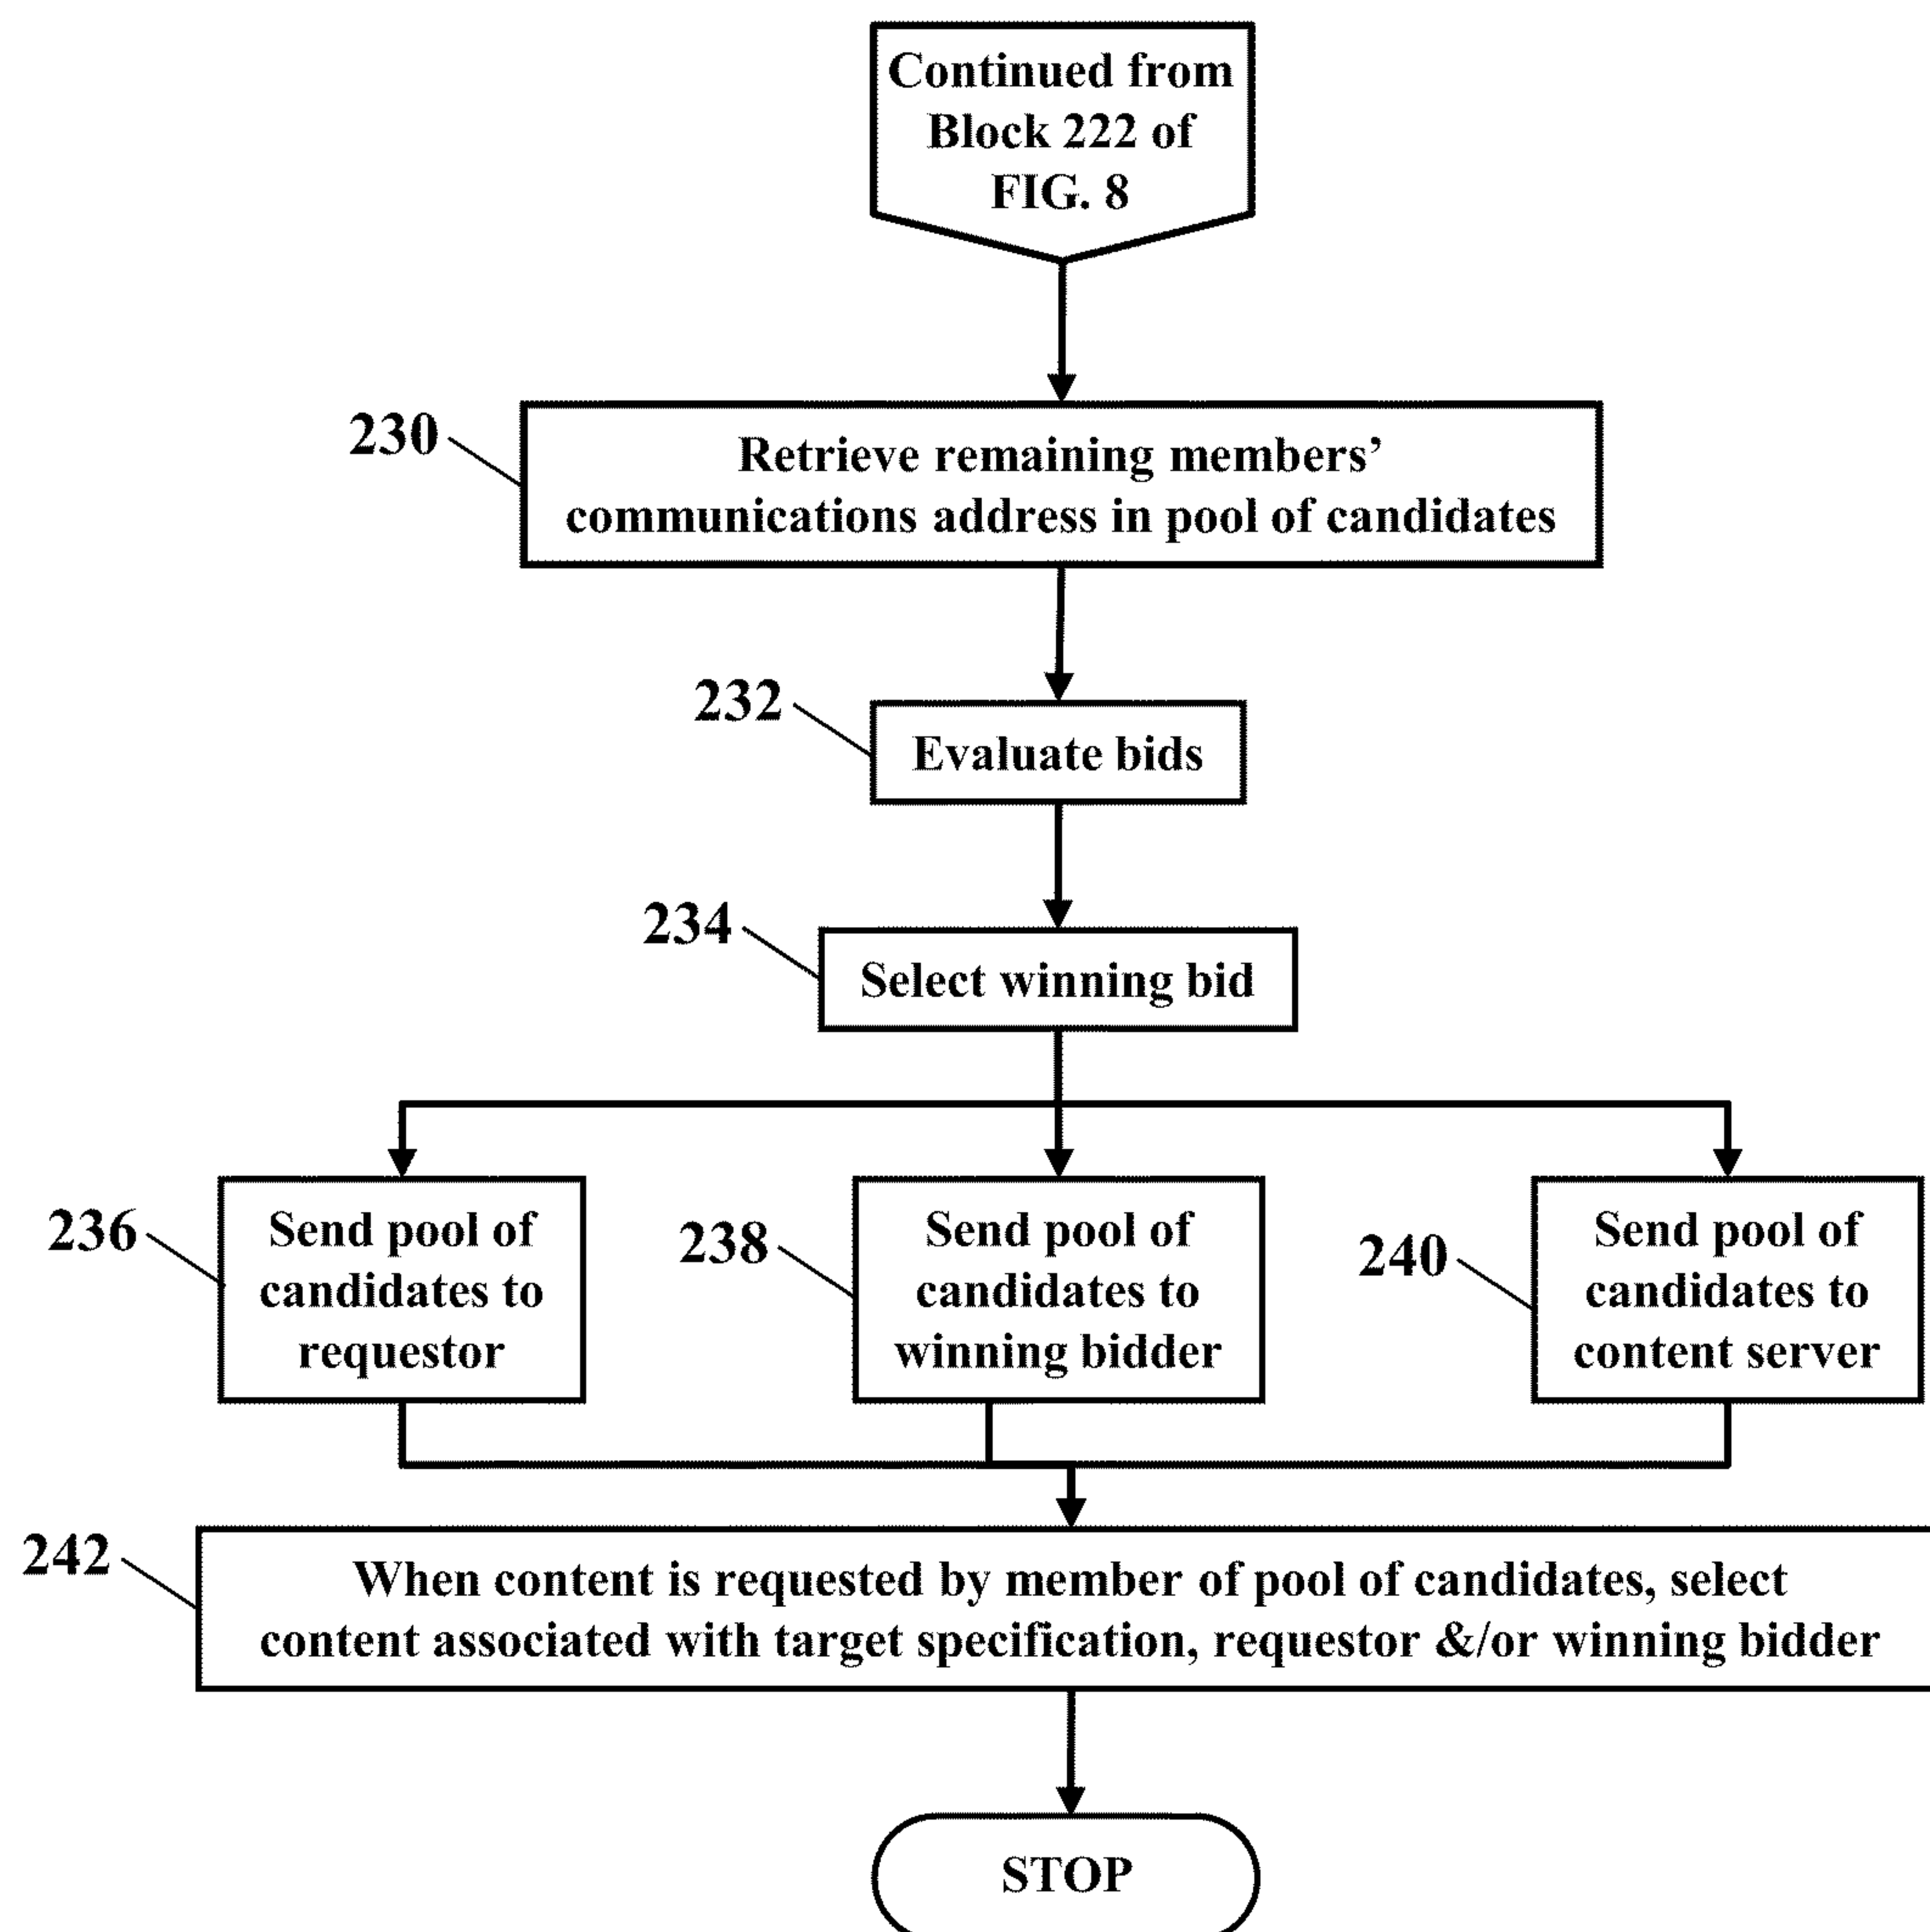 Continued from
Block 222 of
FIG. 8
230
Retrieve remaining members’
communications address in pool of candidates
232
Evaluate bids
234
Select winning bid
236
Send pool of
candidates to
requestor
238
Send pool of
candidates to
winning bidder
240
Send pool of
candidates to
content server
242
When content is requested by member of pool of candidates, select
content associated with target specification, requestor &/or winning bidder
STOP